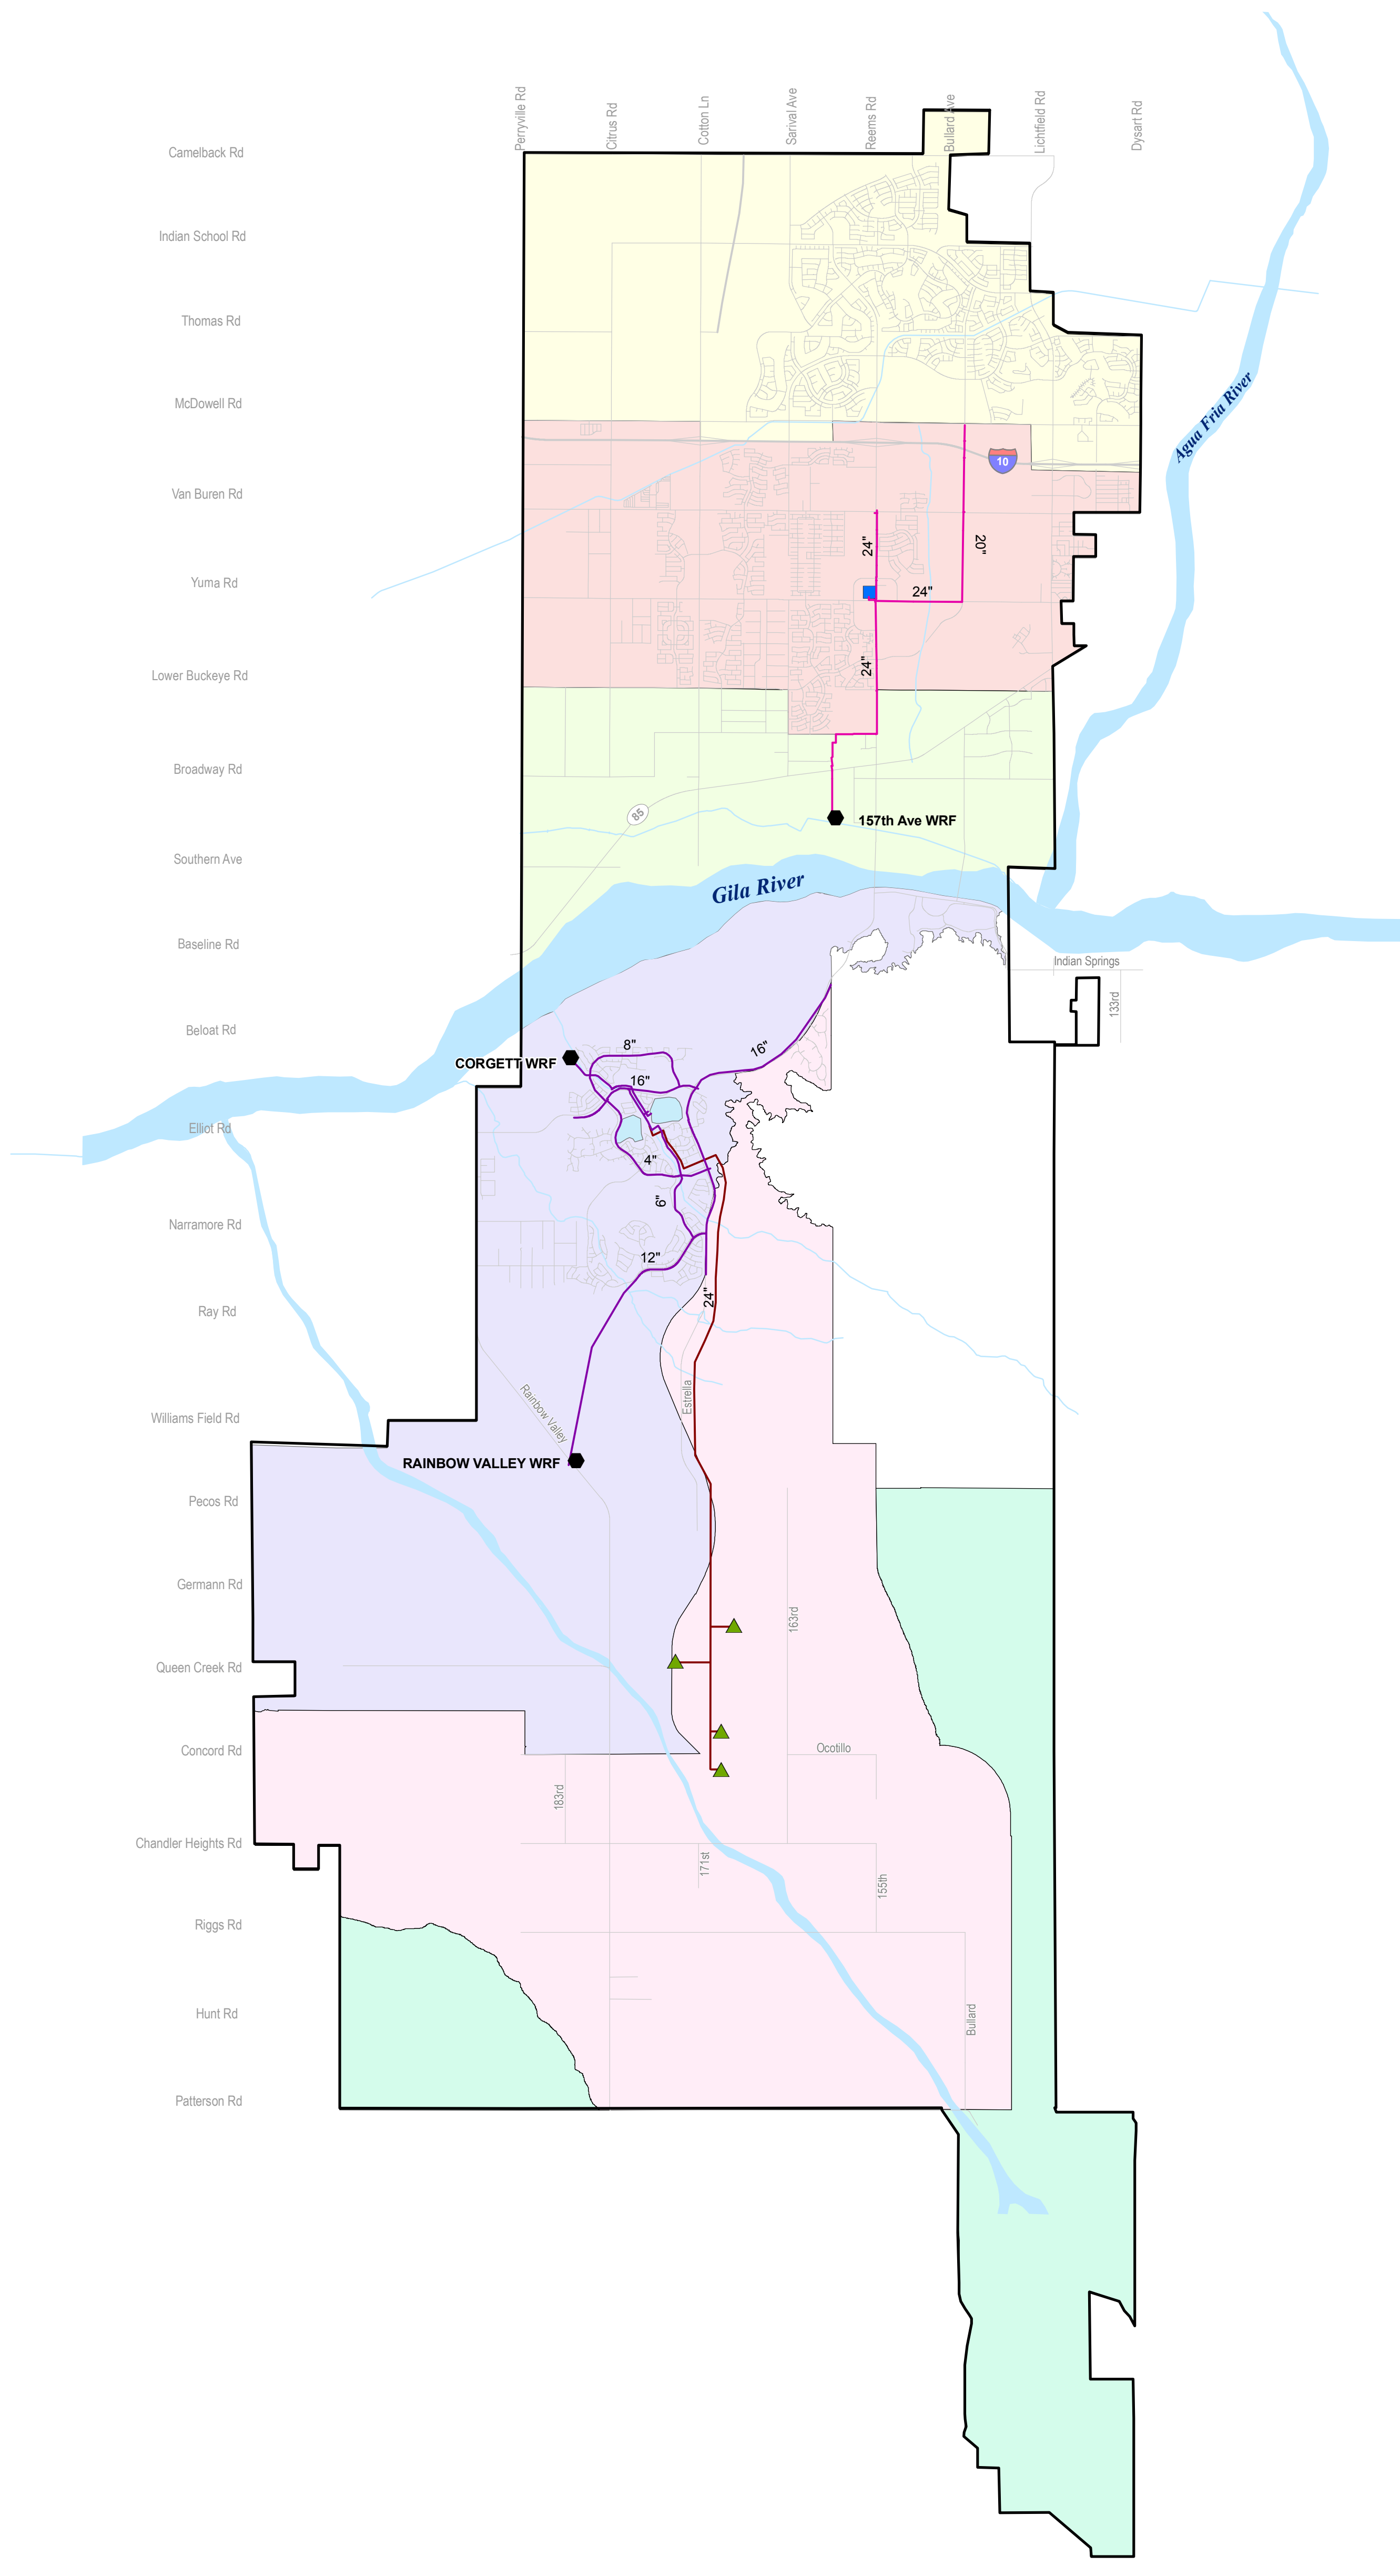 Perryville Rd
Citrus Rd
Cotton Ln
Sarival Ave
Reems Rd
Bullard Ave
Lichtfield Rd
Dysart Rd
Camelback Rd
Indian School Rd
Thomas Rd
McDowell Rd
Agua Fria River
10
Van Buren Rd
24"
20"
Yuma Rd
24"
Lower Buckeye Rd
24"
Broadway Rd
85
157th Ave WRF
Southern Ave
Gila River
Baseline Rd
Indian Springs
133rd
Beloat Rd
8"
16"
CORGETT WRF
16"
Elliot Rd
4"
6"
Narramore Rd
12"
24"
Ray Rd
Rainbow Valley
Estrella
Williams Field Rd
RAINBOW VALLEY WRF
Pecos Rd
Germann Rd
163rd
Queen Creek Rd
Concord Rd
Ocotillo
183rd
Chandler Heights Rd
171st
155th
Riggs Rd
Hunt Rd
Bullard
Patterson Rd